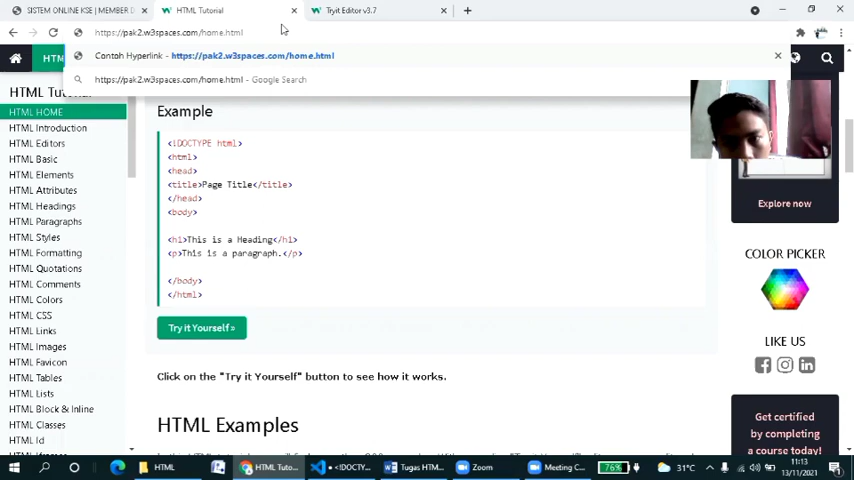 SISTEM ONLINE KSE | MEMBER D
HTML Tutorial
Tryit Editor v3.7
https://pak2.w3spaces.com/home.html
Contoh Hyperlink - https://pak2.w3spaces.com/home.html
https://pak2.w3spaces.com/home.html - Google Search
HTM
HTML Tutorial
HTML HOME
HTML Introduction
HTML Editors
HTML Basic
HTML Elements
HTML Attributes
HTML Headings
HTML Paragraphs
HTML Styles
HTML Formatting
HTML Quotations
HTML Comments
HTML Colors
HTML CSS
HTML Links
HTML Images
HTML Favicon
HTML Tables
HTML Lists
HTML Block & Inline
HTML Classes
HTML Id
Example
<!DOCTYPE html>
<html>
<head>
<title>Page Title</title>
</head>
<body>
<h1>This is a Heading</h1>
<p>This is a paragraph.</p>
</body>
</html>
Try it Yourself »
Click on the "Try it Yourself" button to see how it works.
HTML Examples
Explore now
COLOR PICKER
LIKE US
Get certified
by completing
a course today!
HTML
HTML Tuto...
• <!DOCTY...
Tugas HTM...
Zoom
Meeting C...
76%
31°C
11:13
13/11/2021